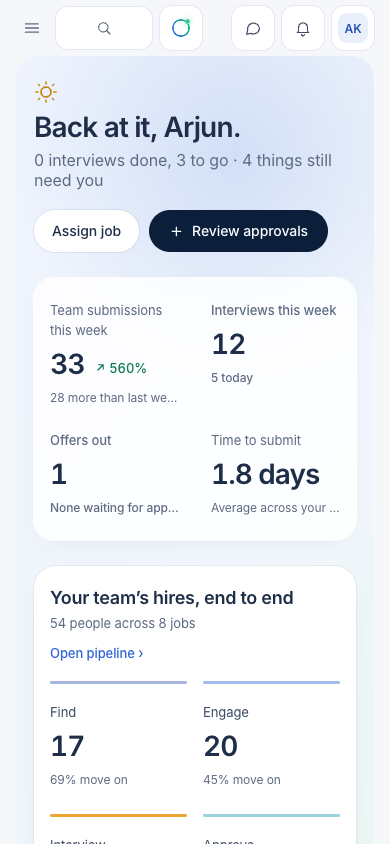 AK
Back at it, Arjun.
0 interviews done, 3 to go · 4 things still
need you
Assign job
+ Review approvals
Team submissions
this week
33 ↗ 560%
28 more than last we...
Interviews this week
12
5 today
Offers out
1
None waiting for app...
Time to submit
1.8 days
Average across your ...
Your team’s hires, end to end
54 people across 8 jobs
Open pipeline ›
Find
17
69% move on
Engage
20
45% move on
Interview
Approve